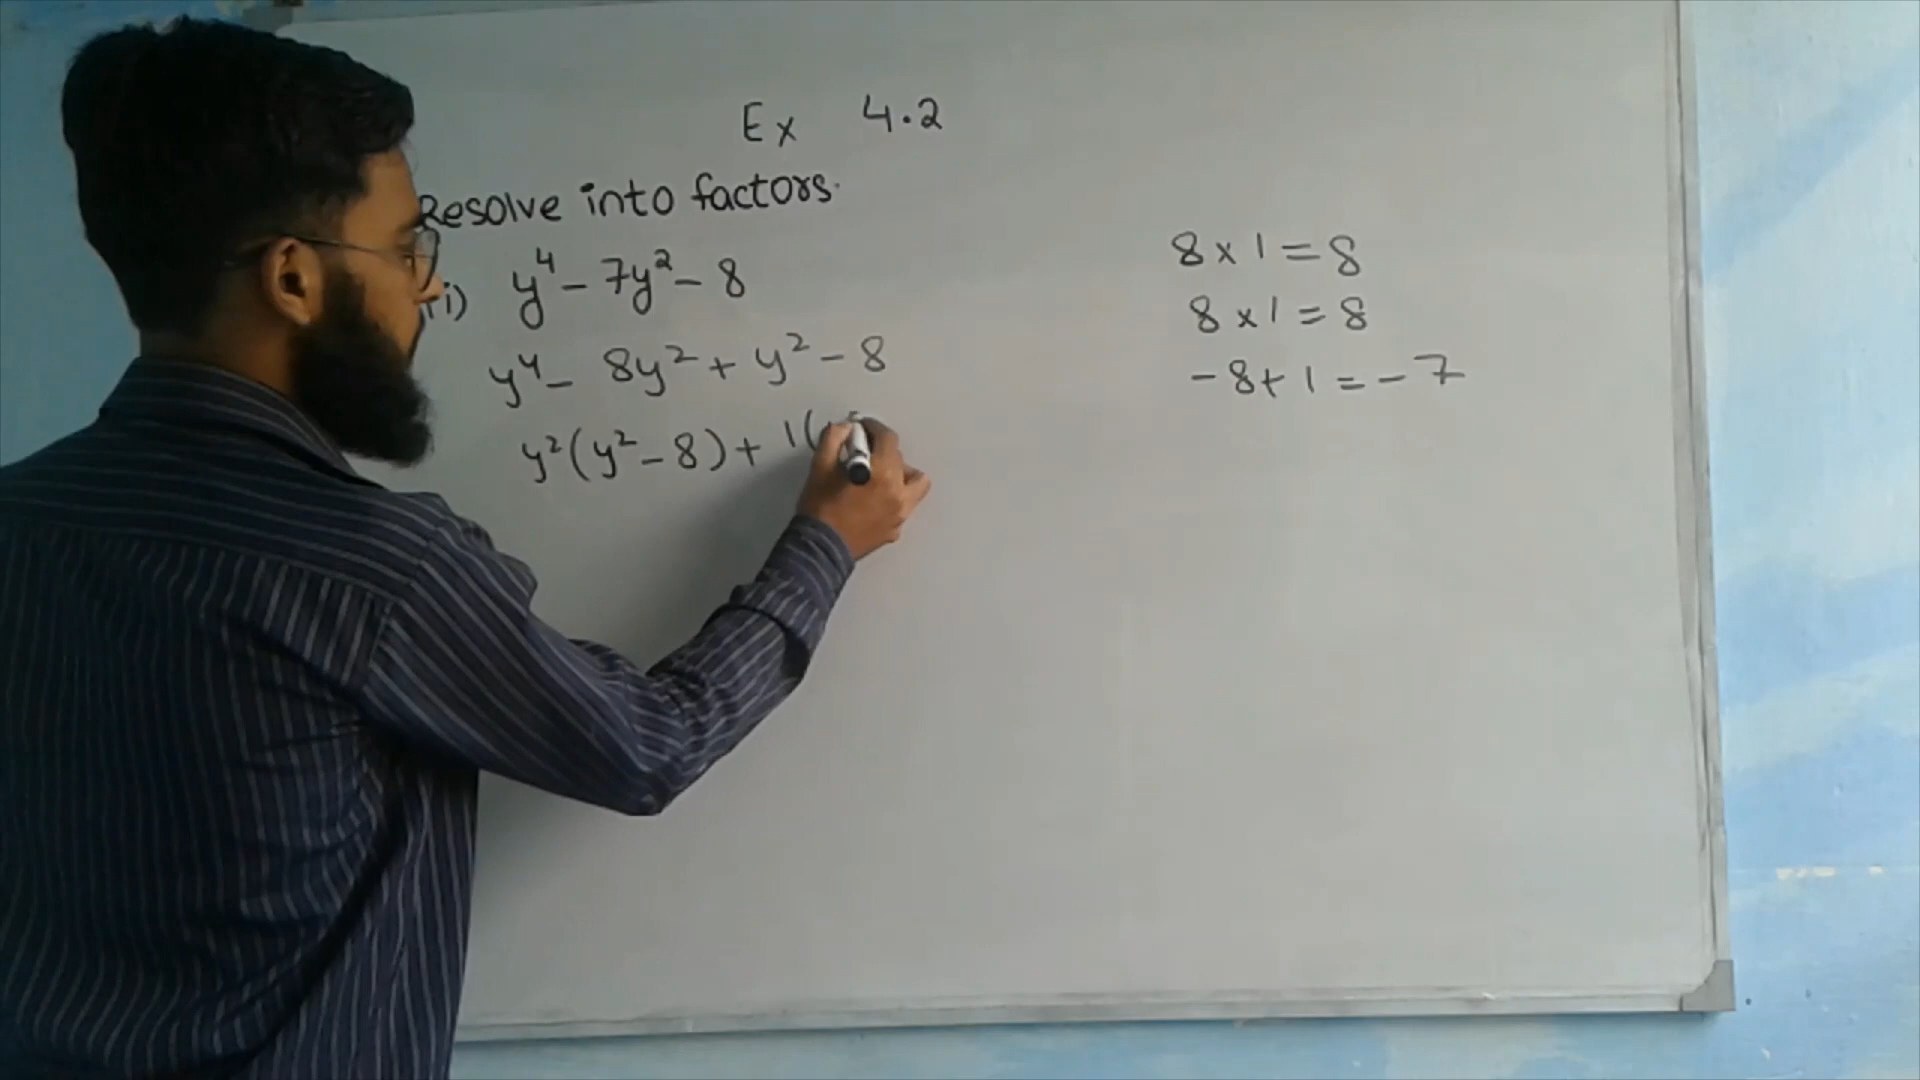 Ex 4.2
Resolve into factors.
i) y⁴ - 7y² - 8
y⁴ - 8y² + y² - 8
y² (y² - 8) + 1(
8 x 1 = 8
8 x 1 = 8
-8 + 1 = -7